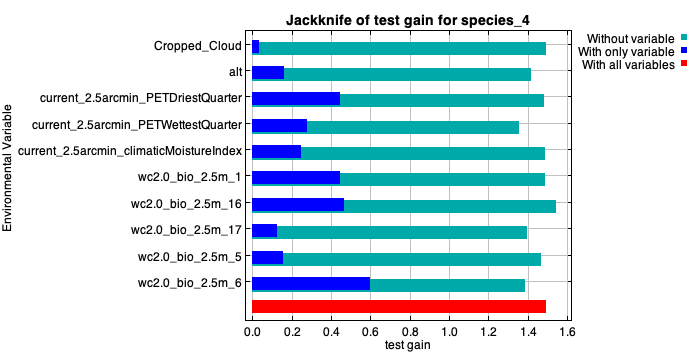 Jackknife of test gain for species_4
Without variable
With only variable
With all variables
Environmental Variable
Cropped_Cloud
alt
current_2.5arcmin_PETDriestQuarter
current_2.5arcmin_PETWettestQuarter
current_2.5arcmin_climaticMoistureIndex
wc2.0_bio_2.5m_1
wc2.0_bio_2.5m_16
wc2.0_bio_2.5m_17
wc2.0_bio_2.5m_5
wc2.0_bio_2.5m_6
0.0 0.2 0.4 0.6 0.8 1.0 1.2 1.4 1.6
test gain